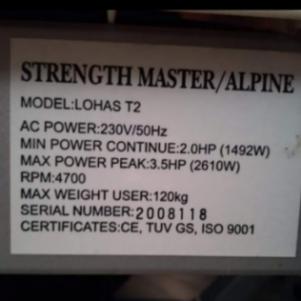 STRENGTH MASTER/ALPINE
MODEL:LOHAS T2
AC POWER:230V/50Hz
MIN POWER CONTINUE:2.0HP (1492W)
MAX POWER PEAK:3.5HP (2610W)
RPM:4700
MAX WEIGHT USER:120kg
SERIAL NUMBER:2008118
CERTIFICATES:CE, TUV GS, ISO 9001